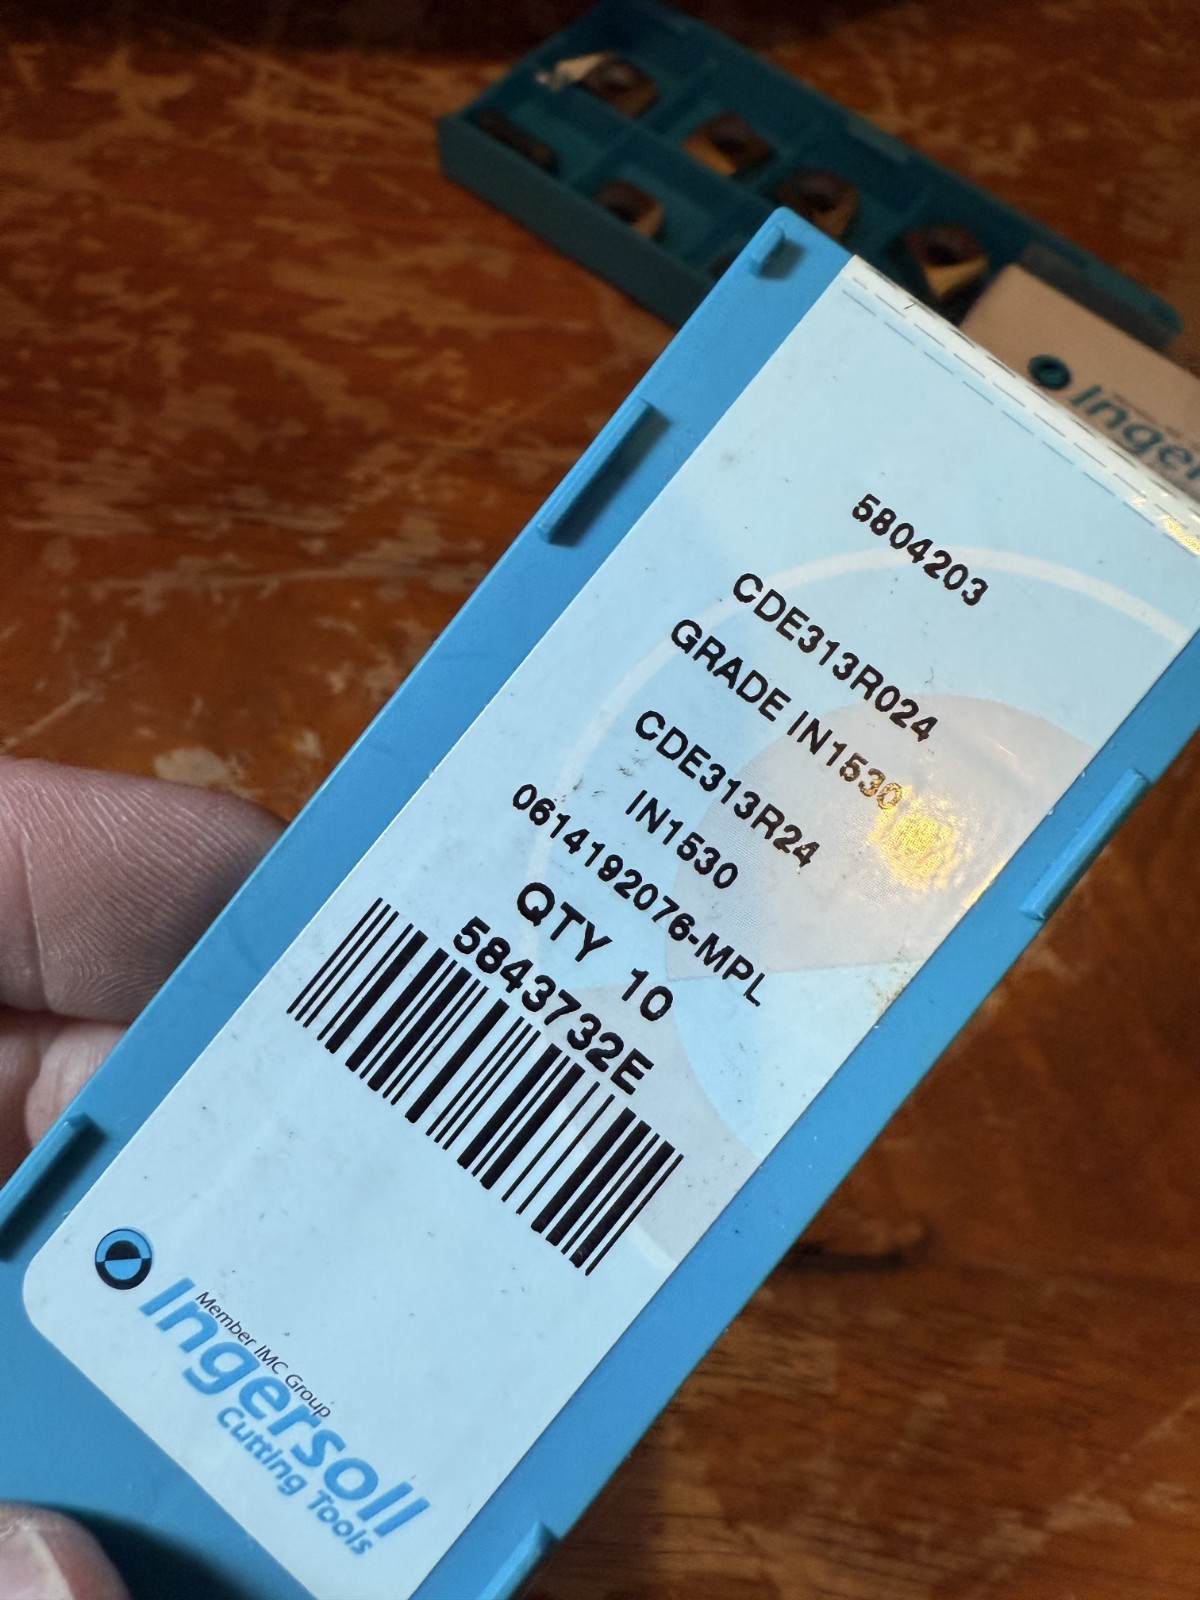 5804203
CDE313R024
GRADE IN1530
CDE313R24
IN1530
0614192076-MPL
QTY 10
5843732E
Member IMC Group
Ingersoll
Cutting Tools